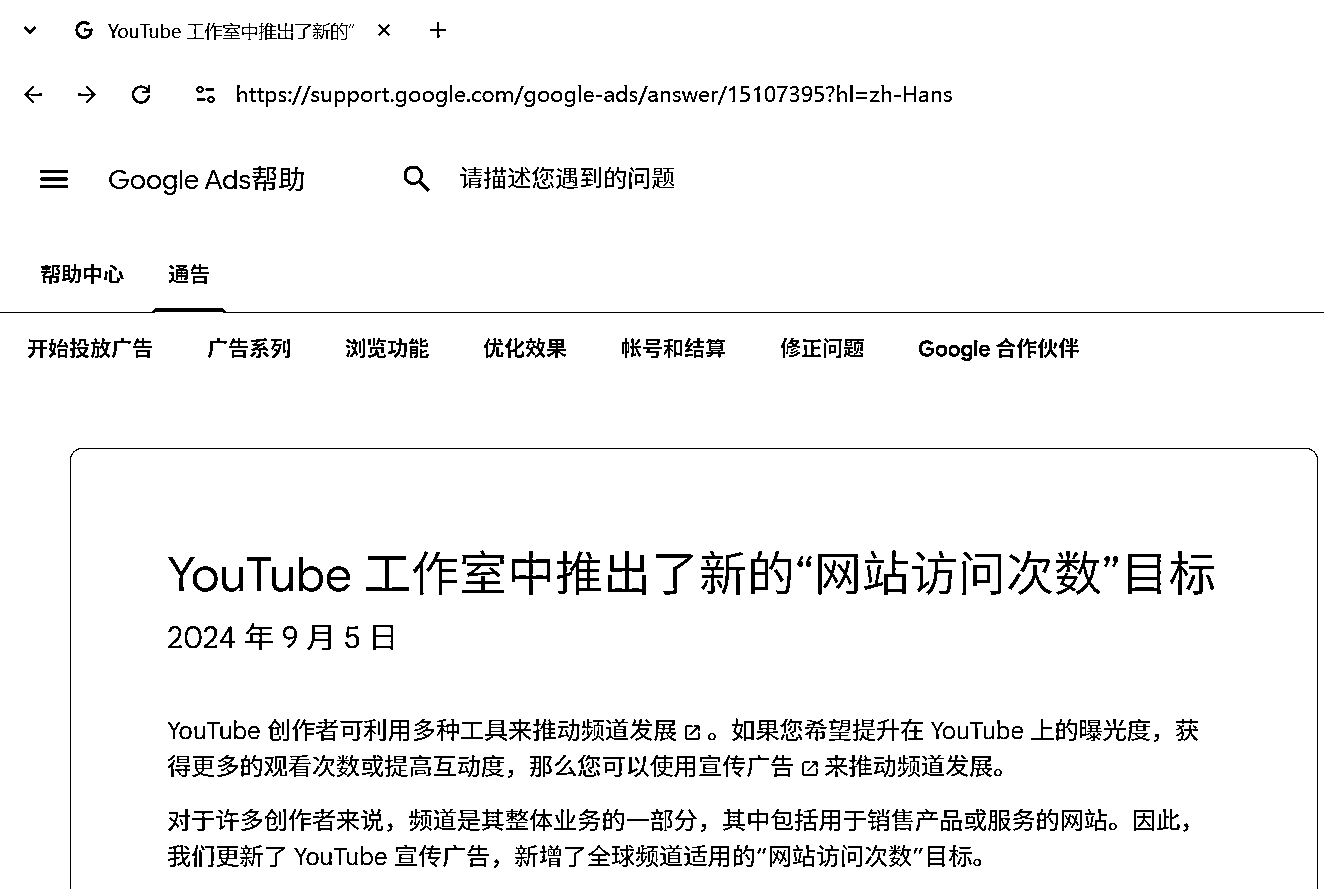 YouTube 工作室中推出了新的“
https://support.google.com/google-ads/answer/15107395?hl=zh-Hans
Google Ads帮助
请描述您遇到的问题
帮助中心 通告
开始投放广告 广告系列 浏览功能 优化效果 帐号和结算 修正问题 Google 合作伙伴
YouTube 工作室中推出了新的“网站访问次数”目标
2024 年 9 月 5 日
YouTube 创作者可利用多种工具来推动频道发展 。如果您希望提升在 YouTube 上的曝光度，获
得更多的观看次数或提高互动度，那么您可以使用宣传广告 来推动频道发展。
对于许多创作者来说，频道是其整体业务的一部分，其中包括用于销售产品或服务的网站。因此，
我们更新了 YouTube 宣传广告，新增了全球频道适用的“网站访问次数”目标。